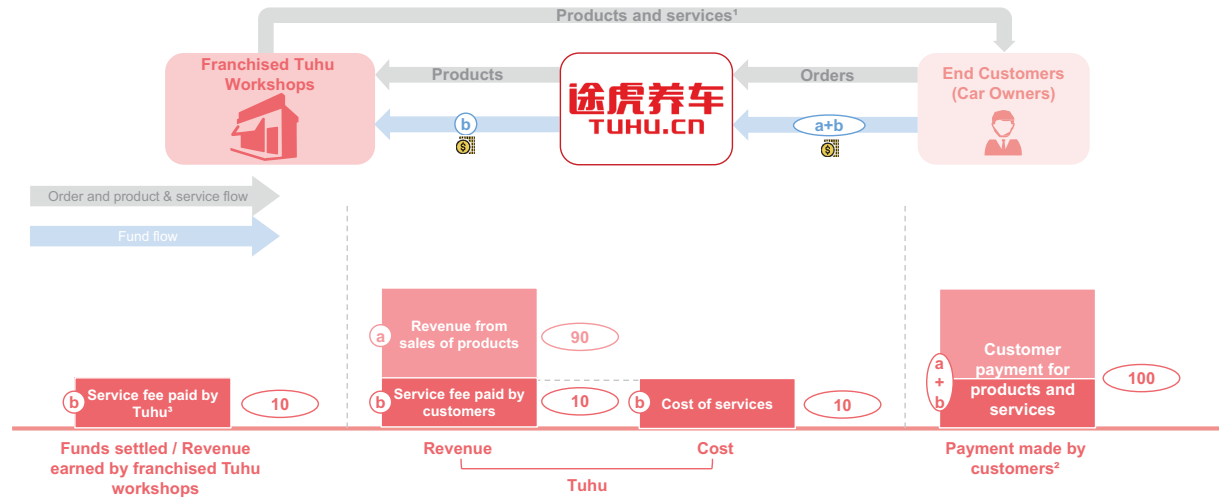 Products and services¹
Franchised Tuhu
Workshops
Products
途虎养车
TUHU.CN
Orders
End Customers
(Car Owners)
b
a+b
$
$
Order and product & service flow
Fund flow
a
Revenue from
sales of products
90
b
Service fee paid by
Tuhu³
10
b
Service fee paid by
customers
10
b
Cost of services
10
a
+
b
Customer
payment for
products and
services
100
Funds settled / Revenue
earned by franchised Tuhu
workshops
Revenue
Cost
Tuhu
Payment made by
customers²